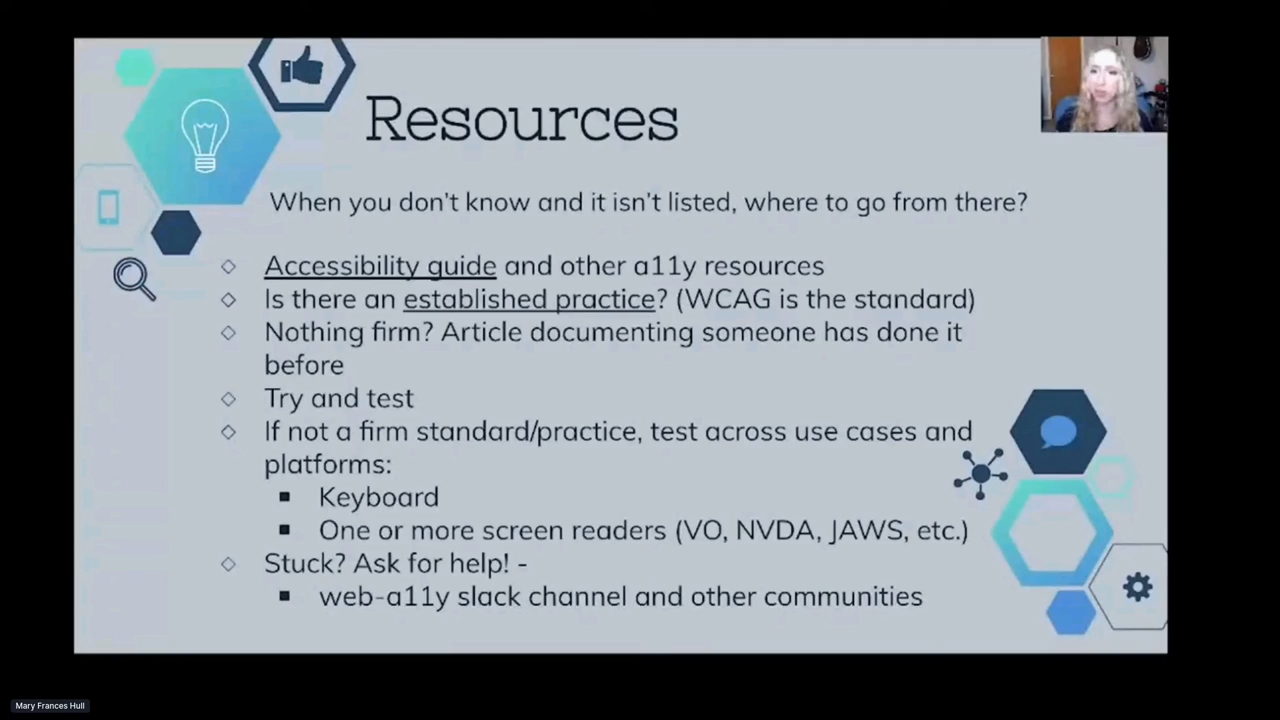 Resources
When you don't know and it isn't listed, where to go from there?
Accessibility guide and other a11y resources
Is there an established practice? (WCAG is the standard)
Nothing firm? Article documenting someone has done it
before
Try and test
If not a firm standard/practice, test across use cases and
platforms:
Keyboard
One or more screen readers (VO, NVDA, JAWS, etc.)
Stuck? Ask for help! -
web-a11y slack channel and other communities
Mary Frances Hull